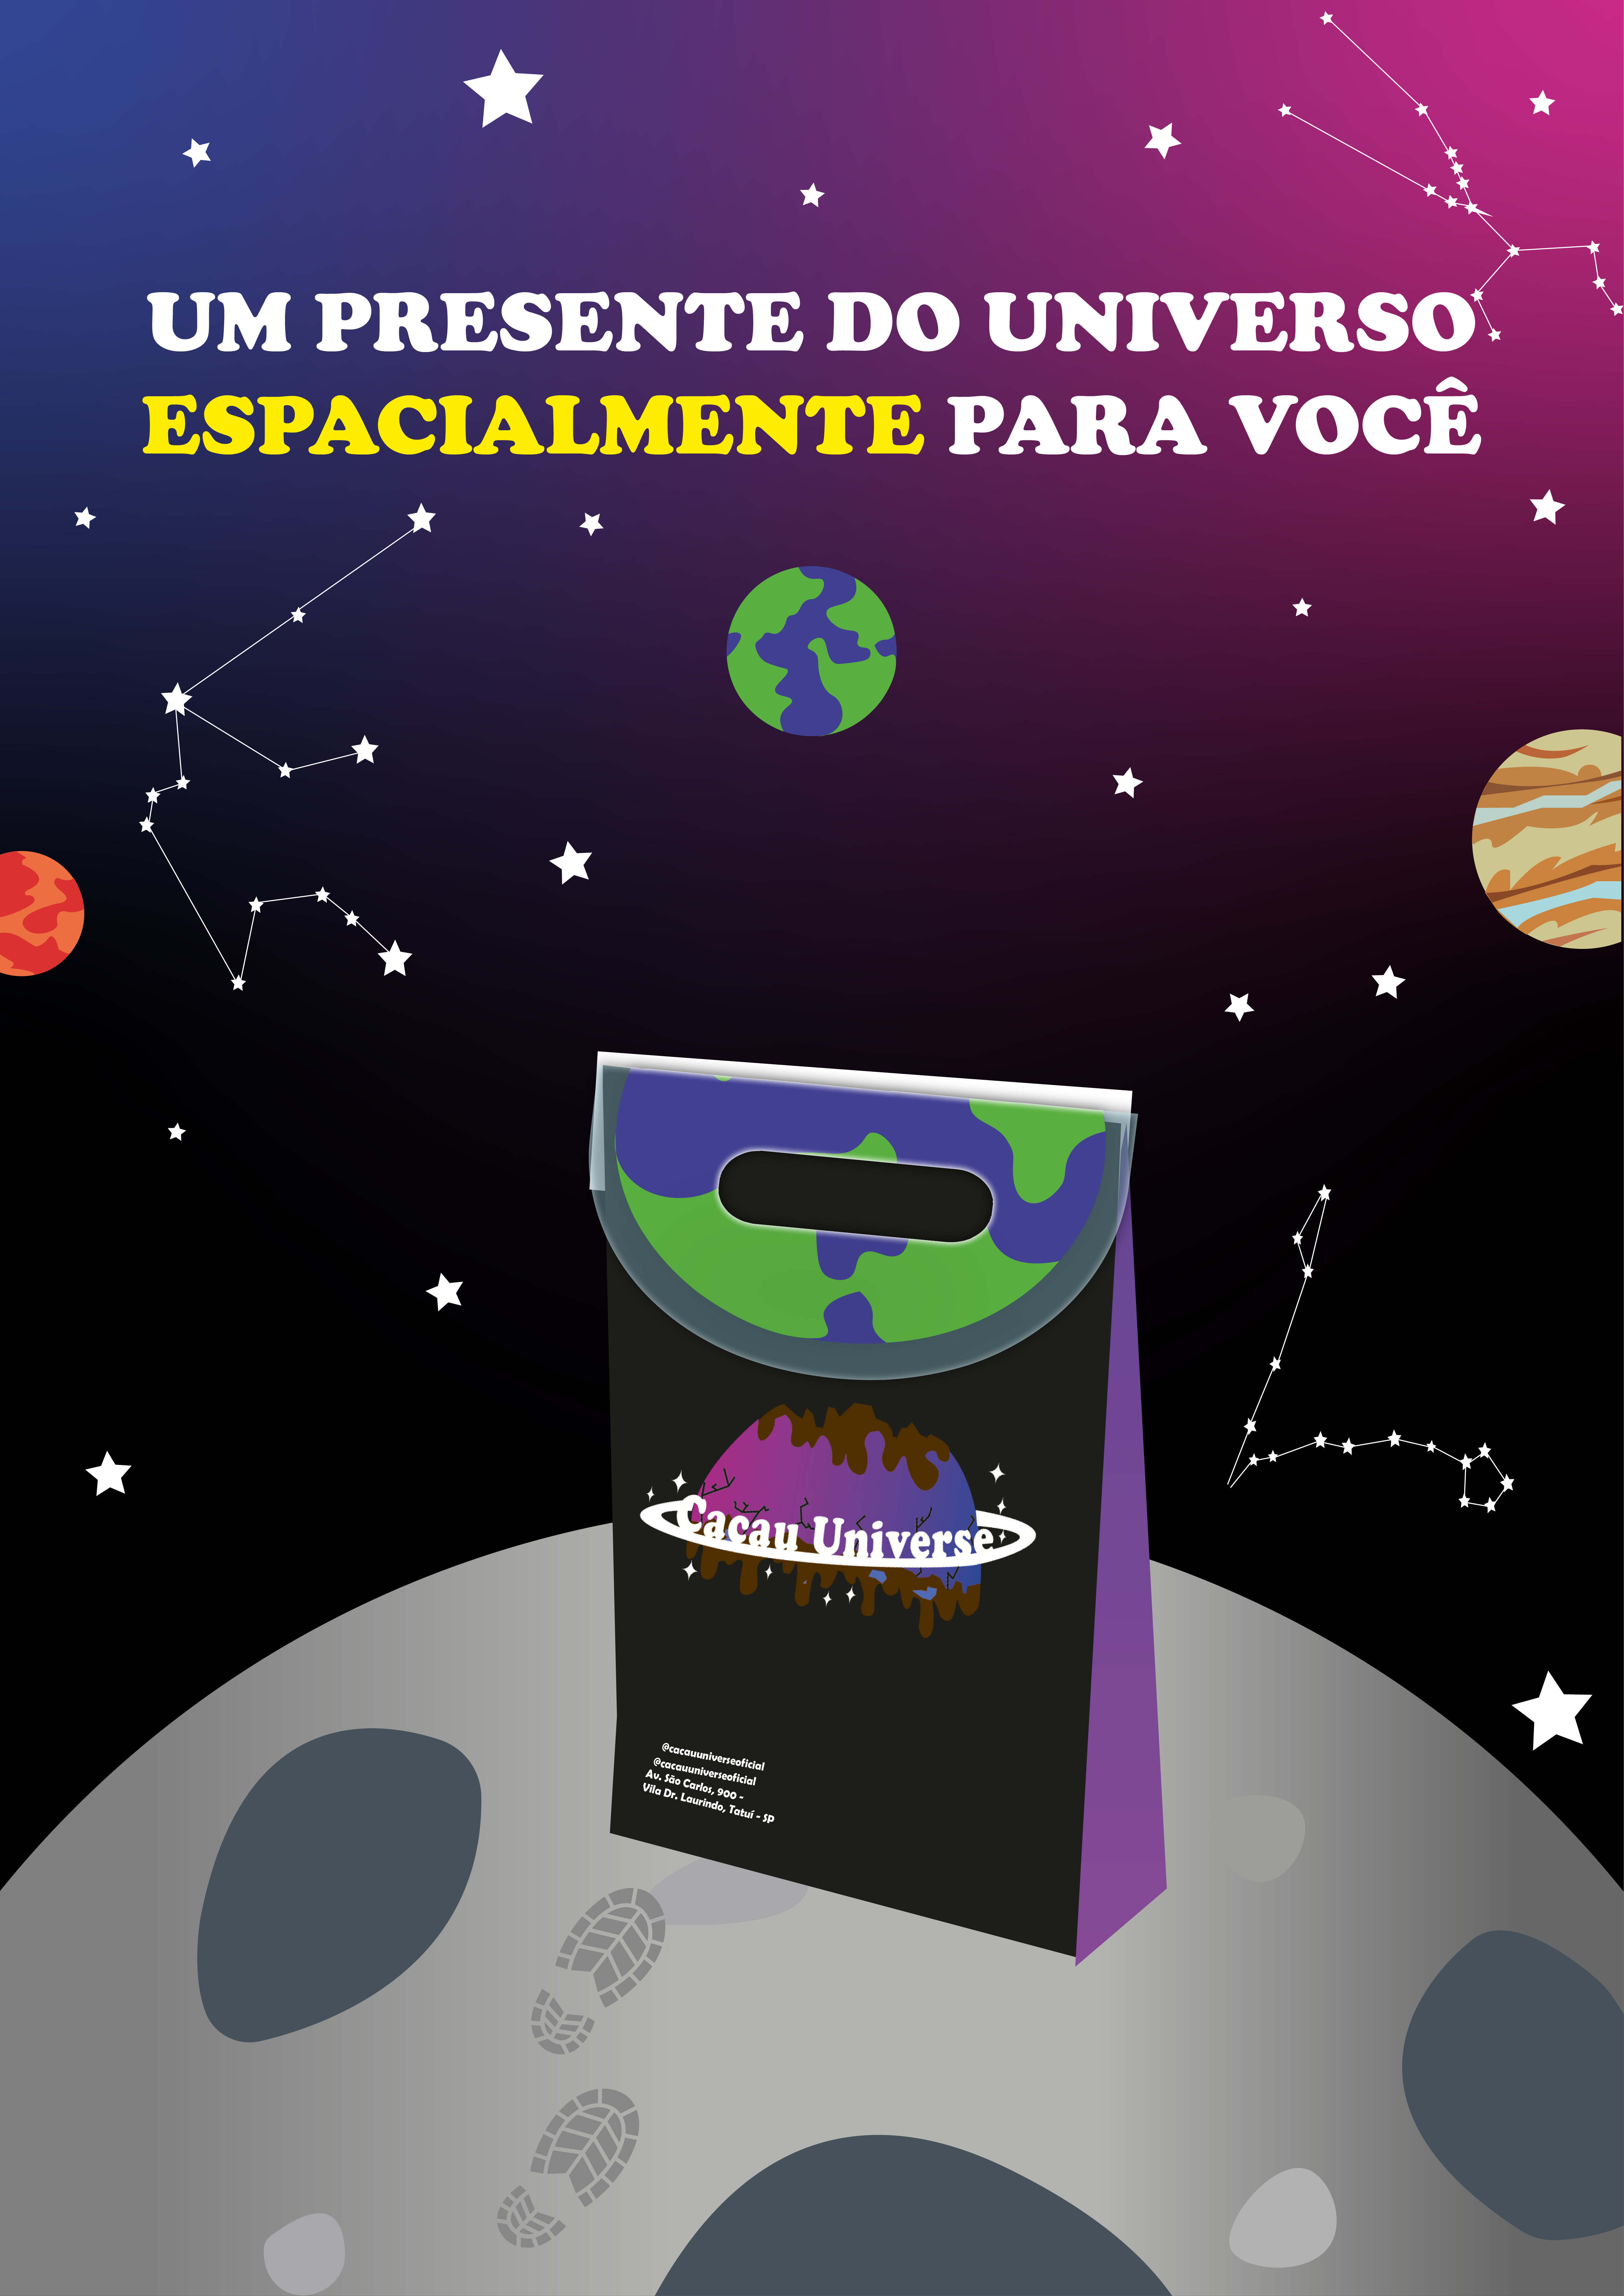 UM PRESENTE DO UNIVERSO
ESPACIALMENTE PARA VOCÊ
Cacau Universe
@cacauuniverseoficial
@cacauuniverseoficial
Av. São Carlos, 900 -
Vila Dr. Laurindo, Tatuí - SP